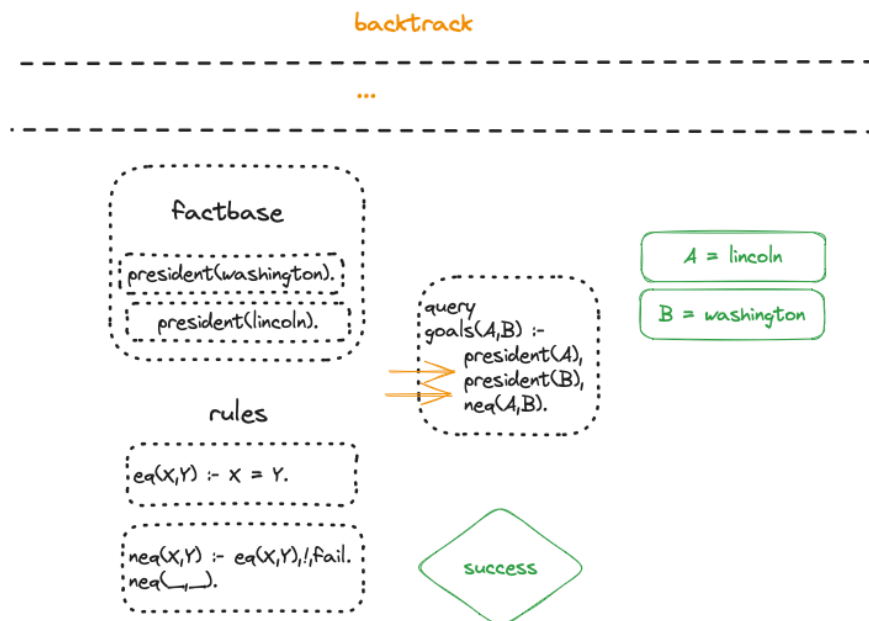 backtrack
...
factbase
president(washington).
president(lincoln).
rules
eq(X,Y) :- X = Y.
neq(X,Y) :- eq(X,Y),!,fail.
neq(_,_).
query
goals(A,B) :-
president(A),
president(B),
neq(A,B).
A = lincoln
B = washington
success